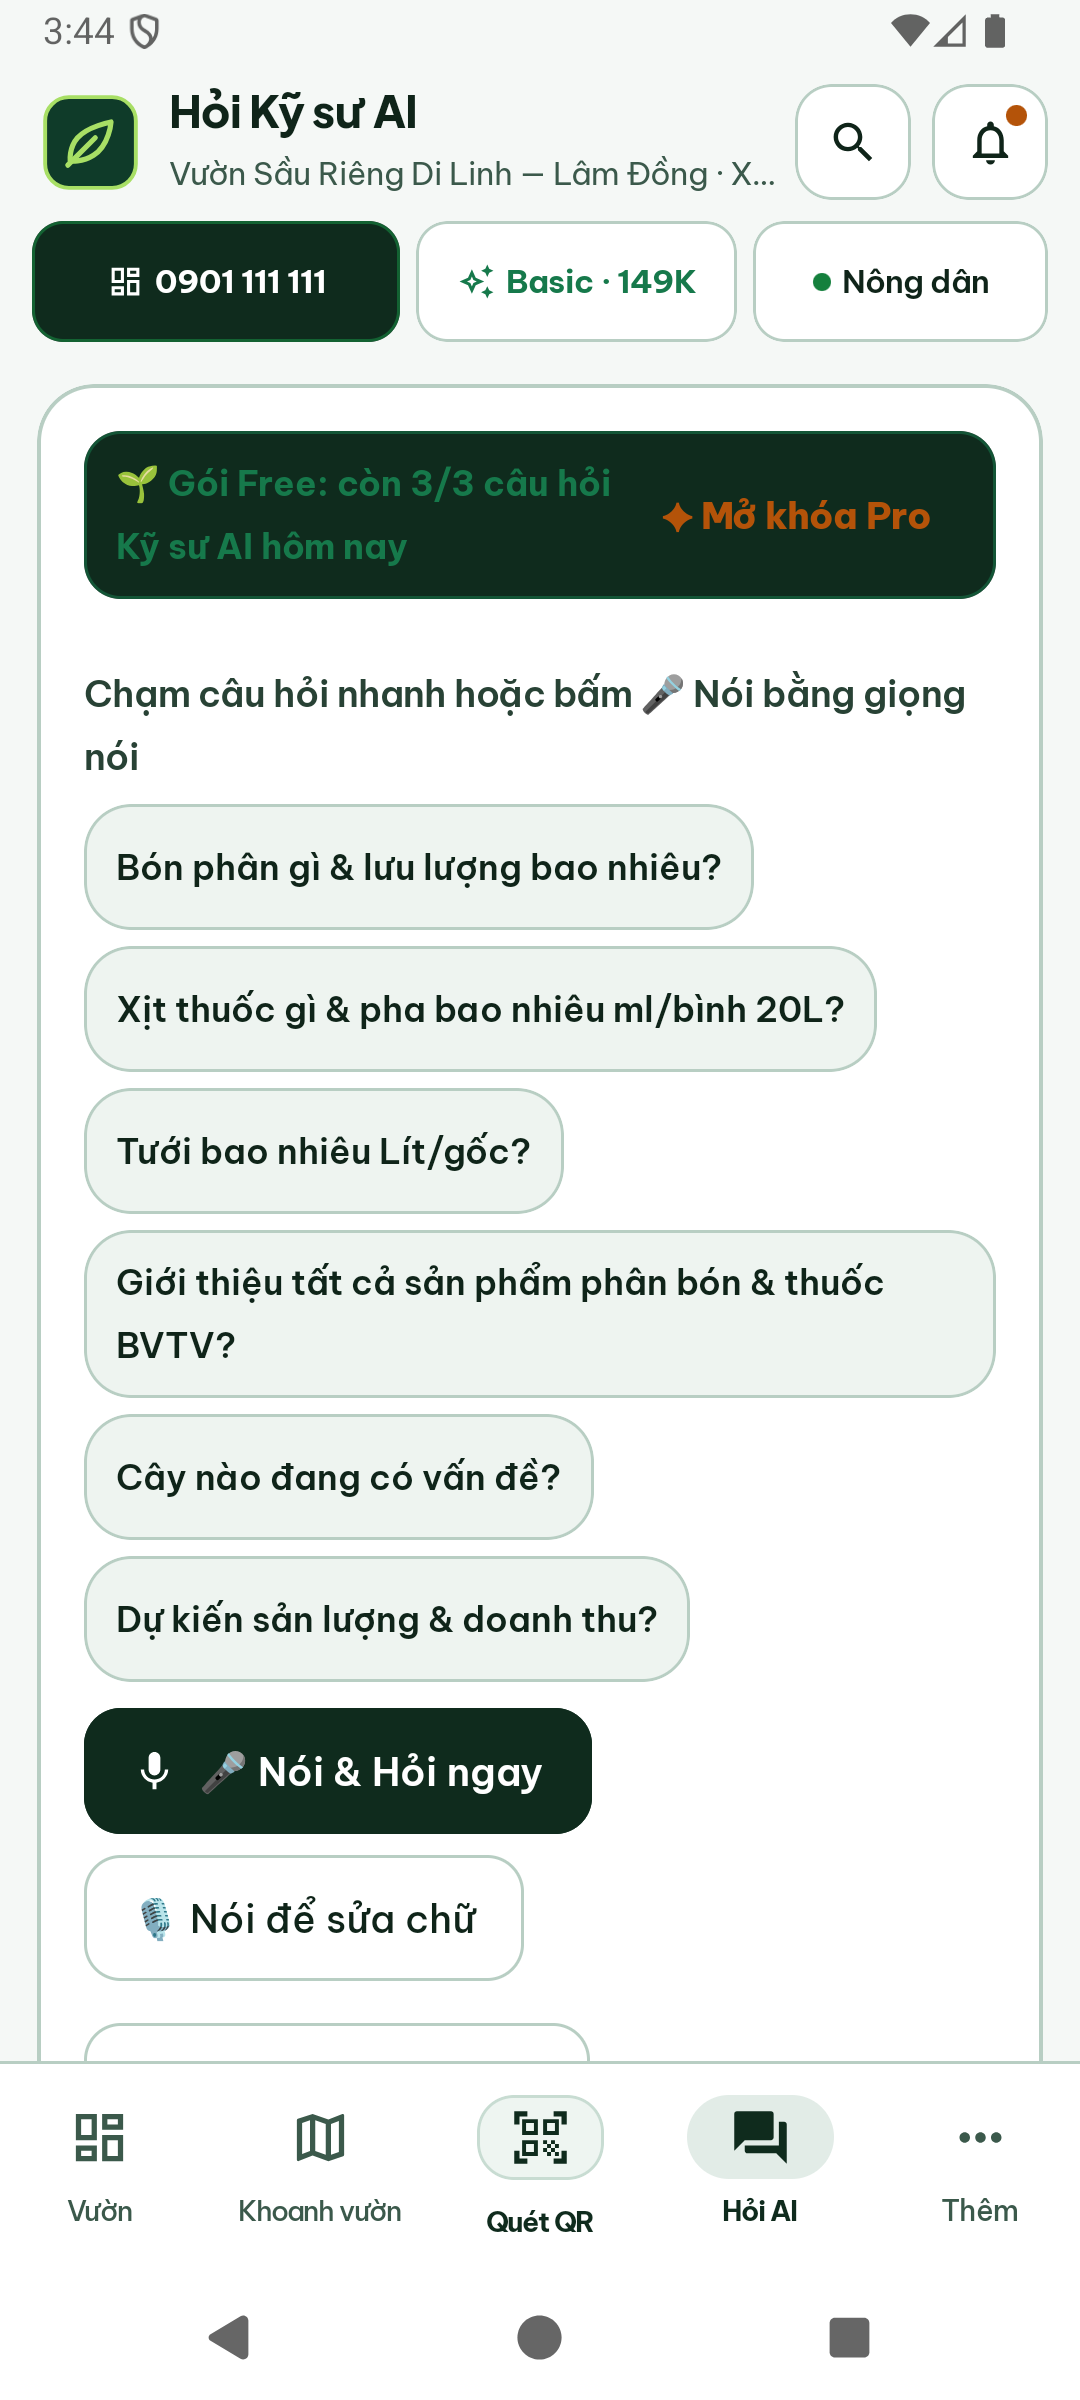 3:44
Hỏi Kỹ sư AI
Vườn Sầu Riêng Di Linh – Lâm Đồng · X...
0901 111 111
Basic · 149K
Nông dân
🌱 Gói Free: còn 3/3 câu hỏi
Kỹ sư AI hôm nay
✦ Mở khóa Pro
Chạm câu hỏi nhanh hoặc bấm 🎤 Nói bằng giọng
nói
Bón phân gì & lưu lượng bao nhiêu?
Xịt thuốc gì & pha bao nhiêu ml/bình 20L?
Tưới bao nhiêu Lít/gốc?
Giới thiệu tất cả sản phẩm phân bón & thuốc
BVTV?
Cây nào đang có vấn đề?
Dự kiến sản lượng & doanh thu?
🎤 Nói & Hỏi ngay
🎙️ Nói để sửa chữ
Vườn
Khoanh vườn
Quét QR
Hỏi AI
Thêm